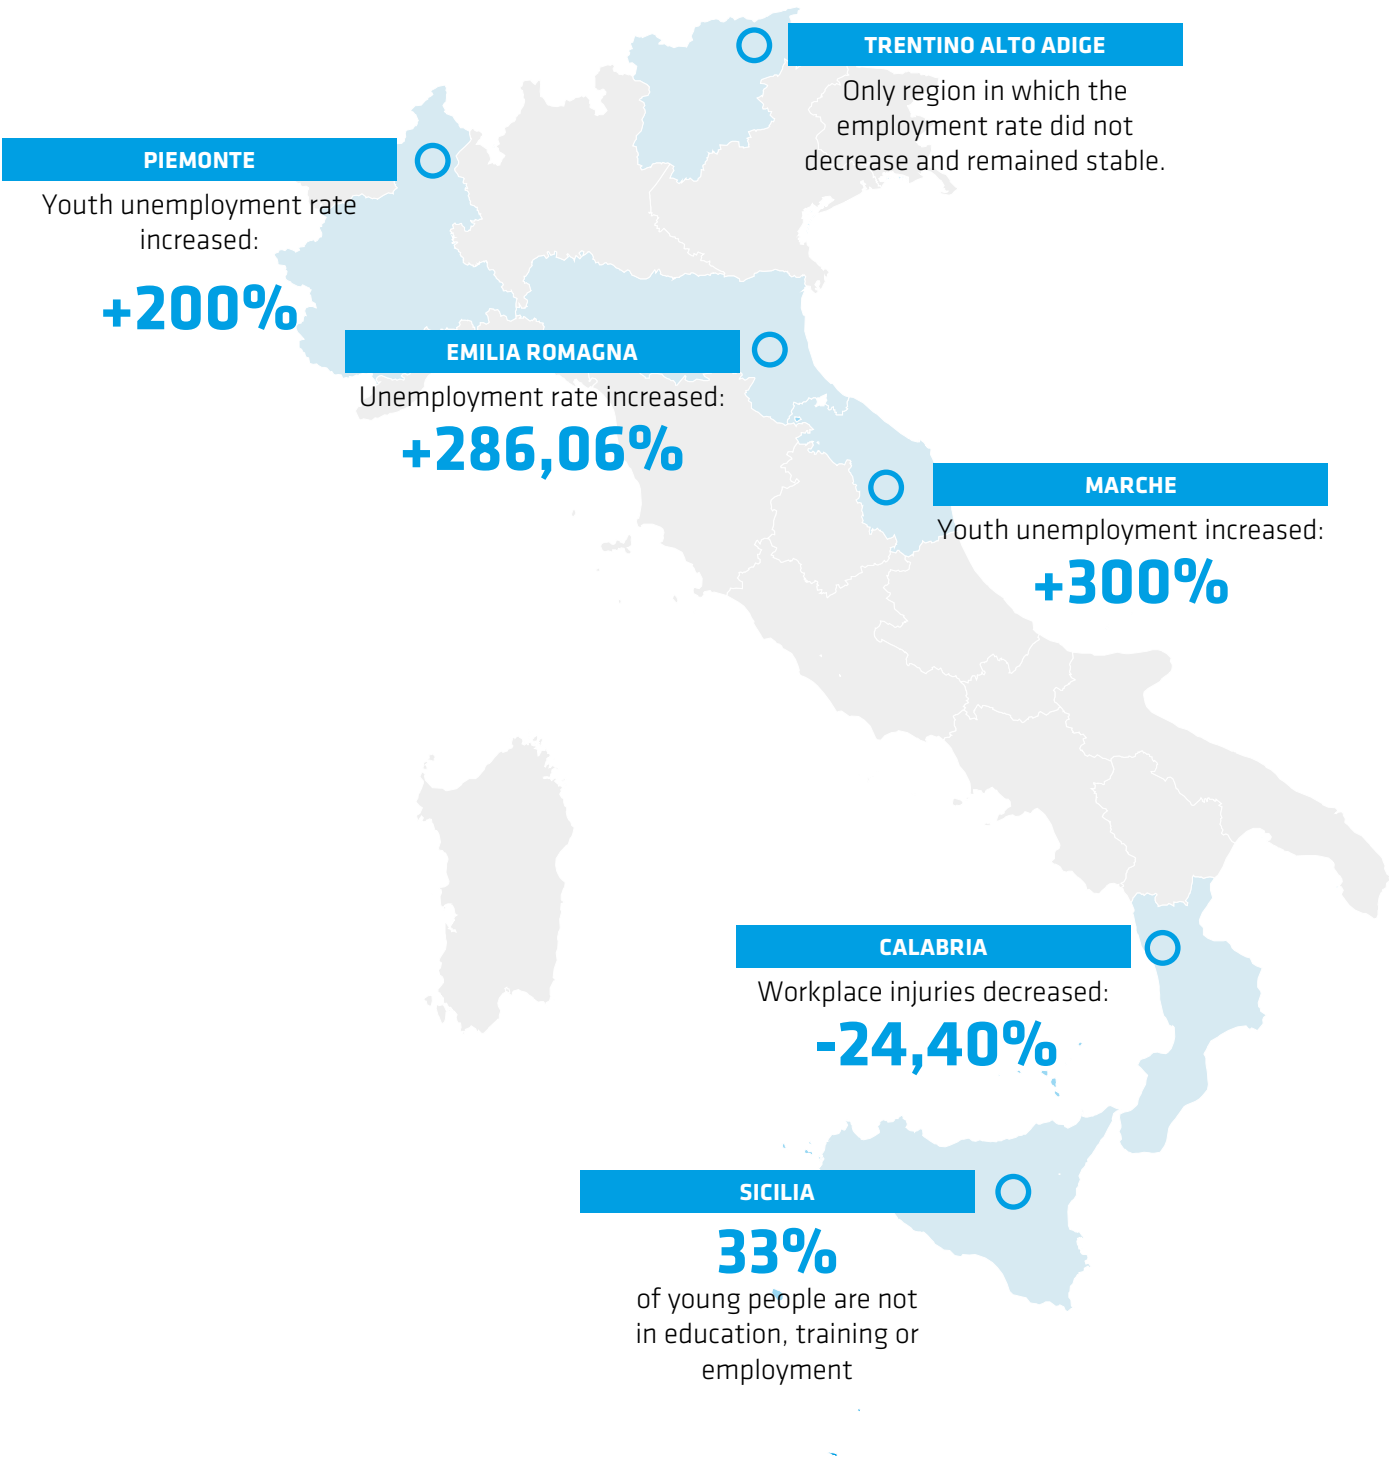 TRENTINO ALTO ADIGE
Only region in which the
employment rate did not
decrease and remained stable.
PIEMONTE
Youth unemployment rate
increased:
+200%
EMILIA ROMAGNA
Unemployment rate increased:
+286,06%
MARCHE
Youth unemployment increased:
+300%
CALABRIA
Workplace injuries decreased:
-24,40%
SICILIA
33%
of young people are not
in education, training or
employment